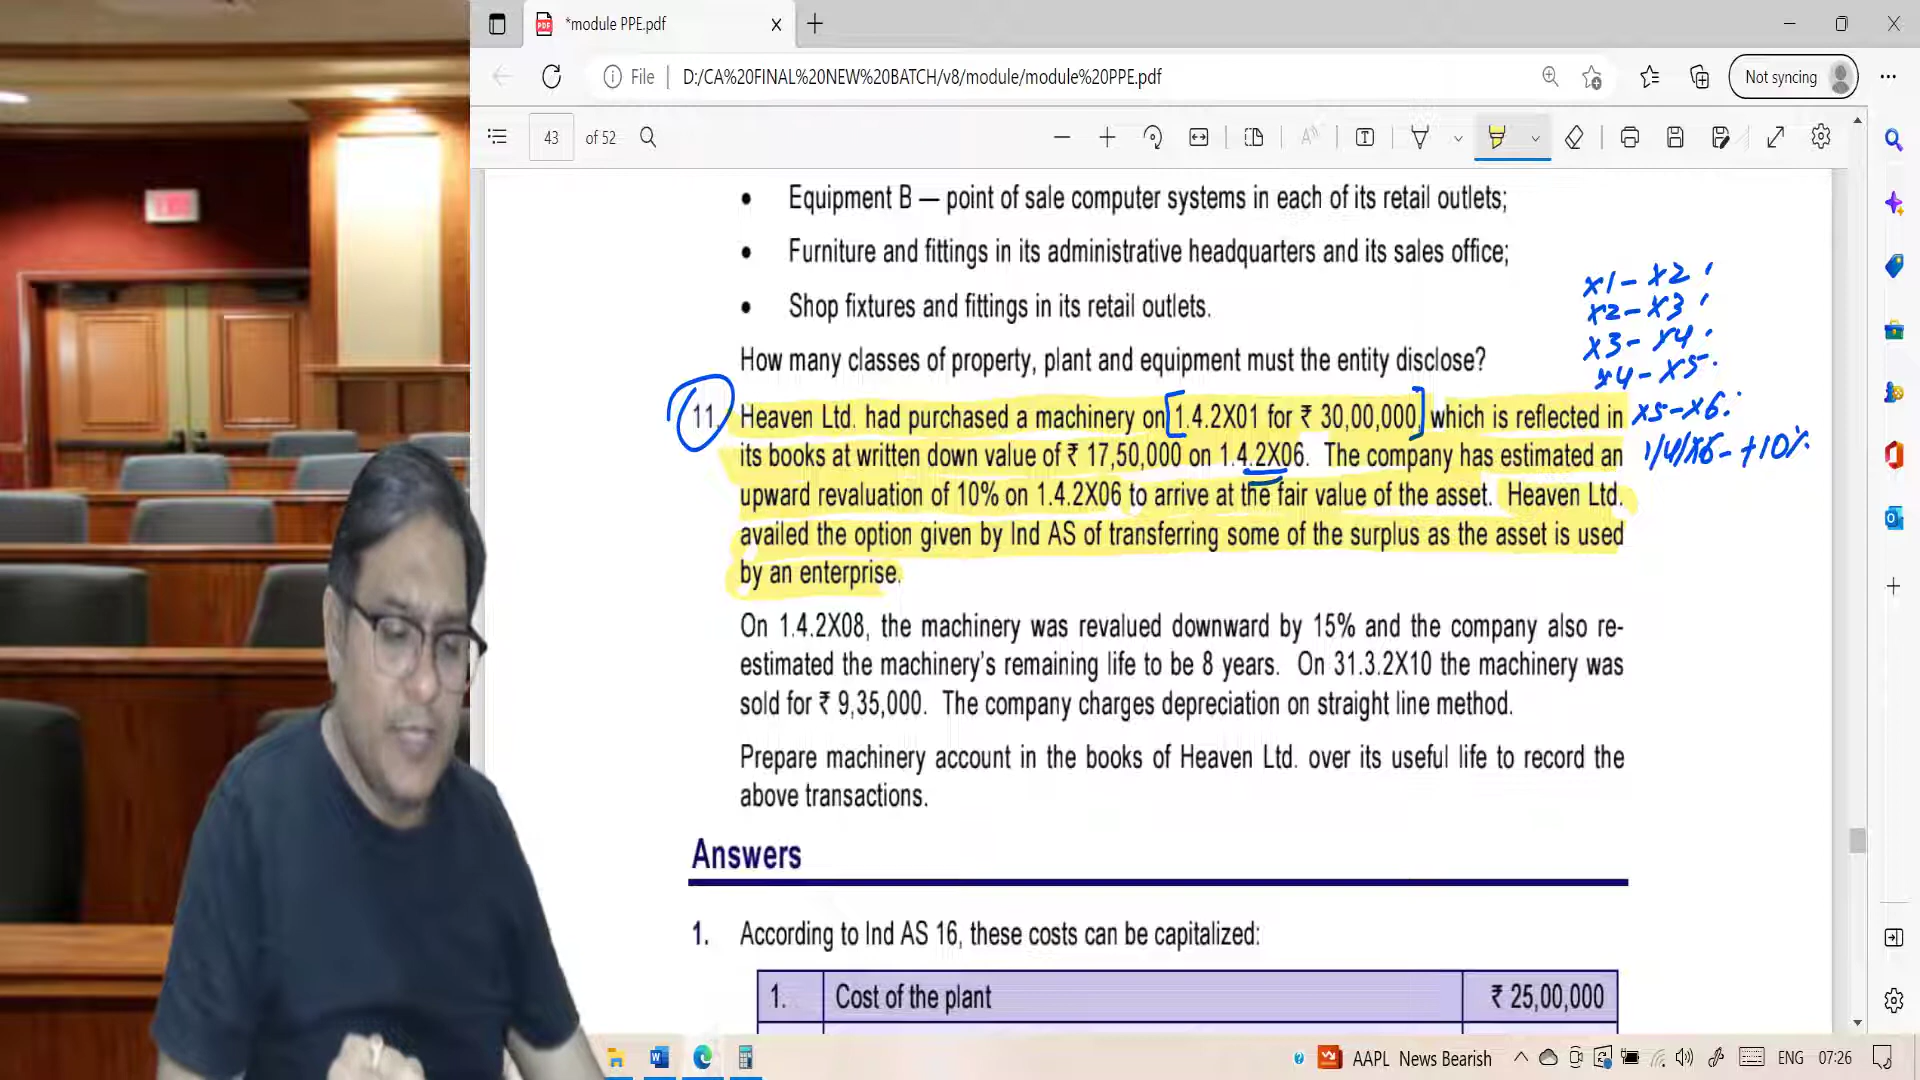 *module PPE.pdf
File
D:/CA%20FINAL%20NEW%20BATCH/v8/module/module%20PPE.pdf
Not syncing
43 of 52
• Equipment B — point of sale computer systems in each of its retail outlets;
• Furniture and fittings in its administrative headquarters and its sales office;
• Shop fixtures and fittings in its retail outlets.
How many classes of property, plant and equipment must the entity disclose?
x1 - x2
x2 - x3
x3 - x4
x4 - x5
x5 - x6
1/4/x6 - +10%
11. Heaven Ltd. had purchased a machinery on 1.4.2X01 for ₹ 30,00,000, which is reflected in
its books at written down value of ₹ 17,50,000 on 1.4.2X06. The company has estimated an
upward revaluation of 10% on 1.4.2X06 to arrive at the fair value of the asset. Heaven Ltd.
availed the option given by Ind AS of transferring some of the surplus as the asset is used
by an enterprise.
On 1.4.2X08, the machinery was revalued downward by 15% and the company also re-
estimated the machinery's remaining life to be 8 years. On 31.3.2X10 the machinery was
sold for ₹ 9,35,000. The company charges depreciation on straight line method.
Prepare machinery account in the books of Heaven Ltd. over its useful life to record the
above transactions.
Answers
1. According to Ind AS 16, these costs can be capitalized:
1. Cost of the plant ₹ 25,00,000
AAPL News Bearish
ENG 07:26